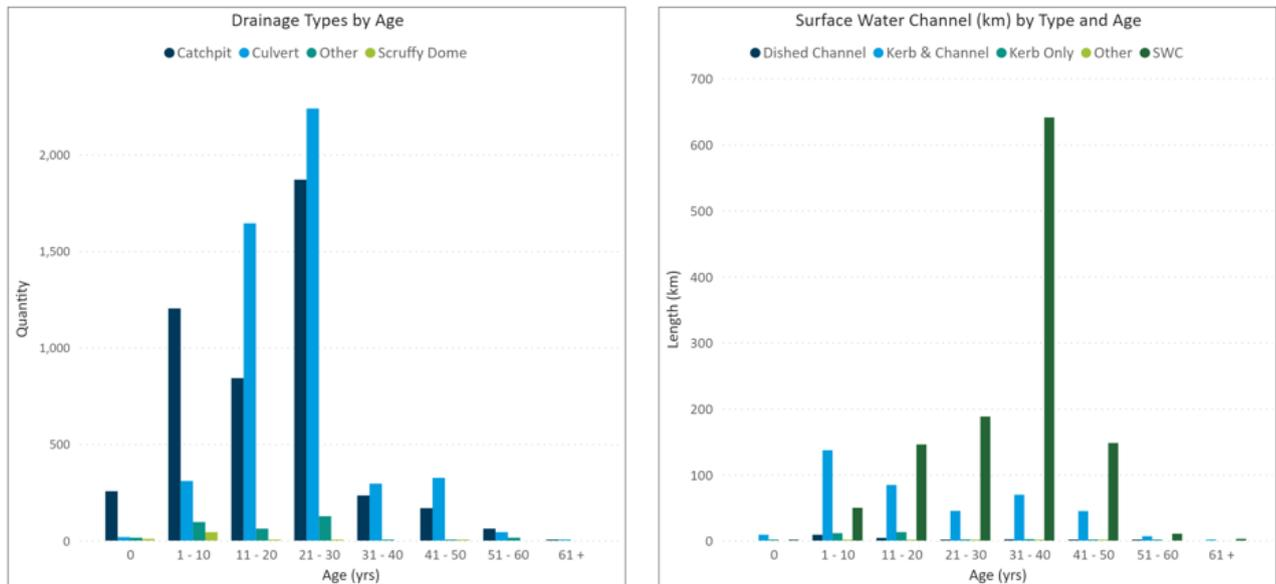 Drainage Types by Age
Catchpit Culvert Other Scruffy Dome
Quantity
2,000
1,500
1,000
500
0
0 1 - 10 11 - 20 21 - 30 31 - 40 41 - 50 51 - 60 61 +
Age (yrs)
Surface Water Channel (km) by Type and Age
Dished Channel Kerb & Channel Kerb Only Other SWC
Length (km)
700
600
500
400
300
200
100
0
0 1 - 10 11 - 20 21 - 30 31 - 40 41 - 50 51 - 60 61 +
Age (yrs)